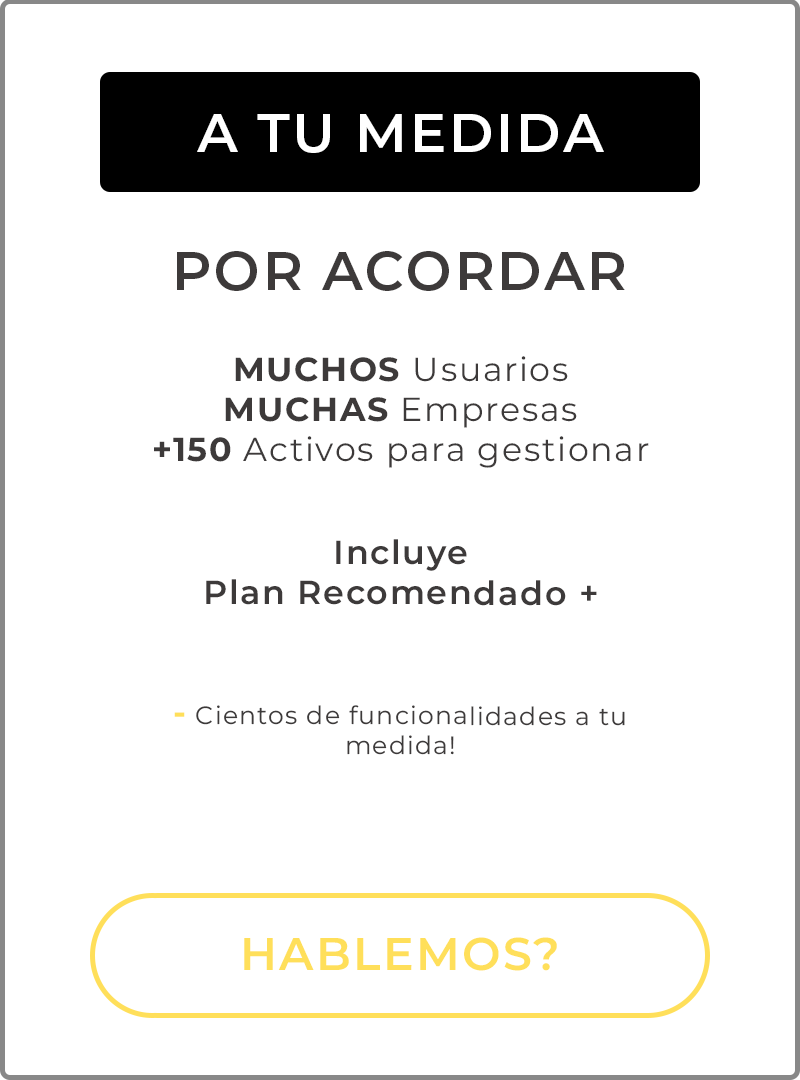 A TU MEDIDA
POR ACORDAR
MUCHOS Usuarios
MUCHAS Empresas
+150 Activos para gestionar
Incluye
Plan Recomendado +
- Cientos de funcionalidades a tu
medida!
HABLEMOS?